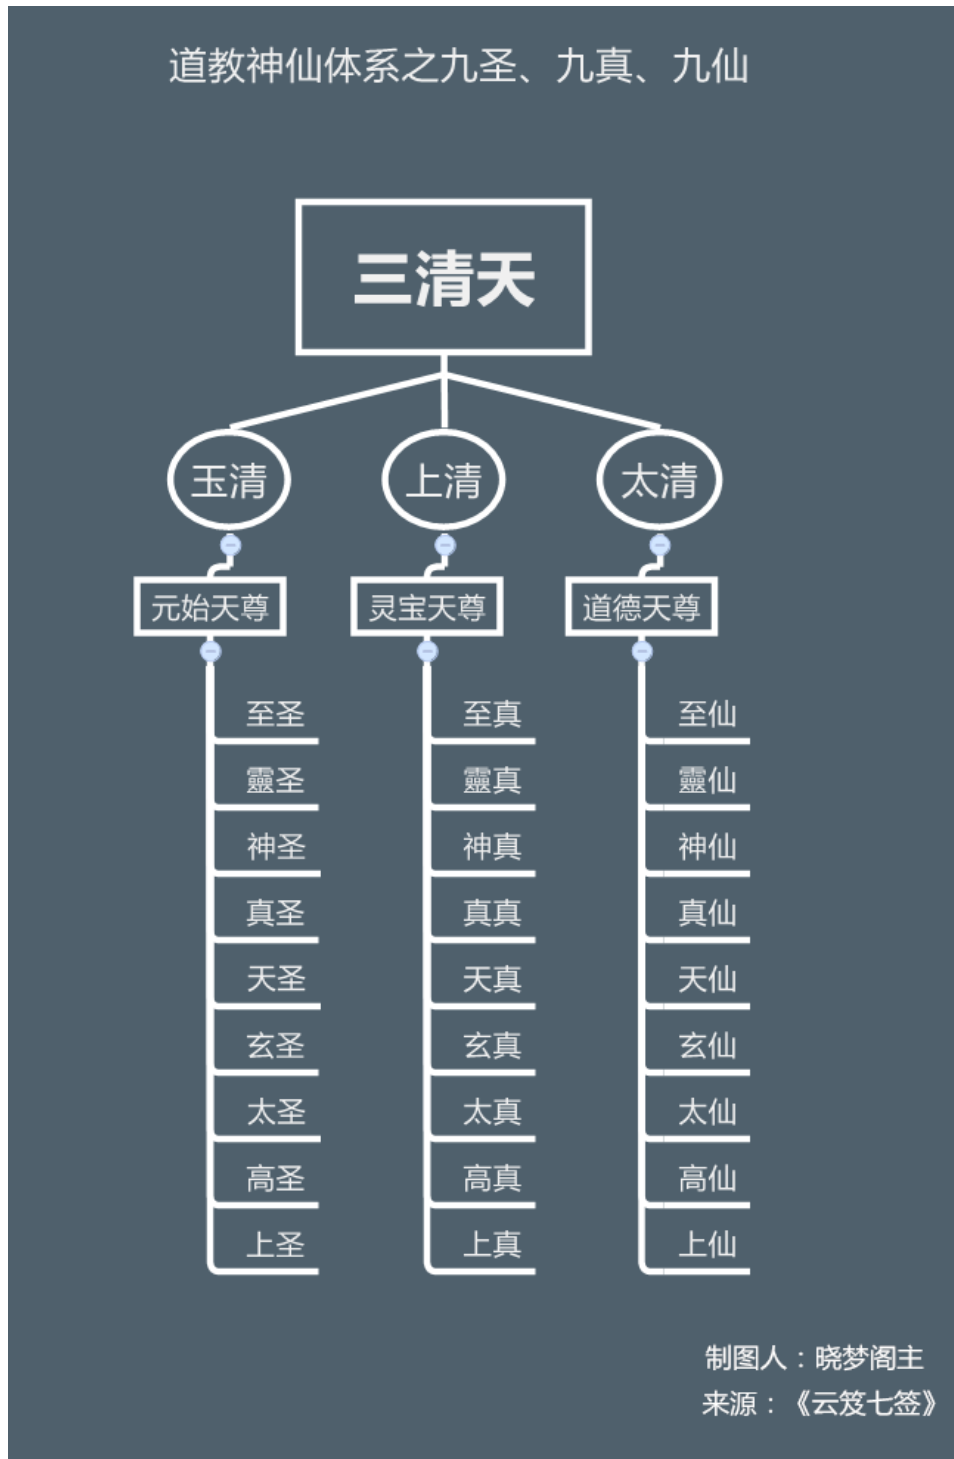 道教神仙体系之九圣、九真、九仙
三清天
玉清 上清 太清
元始天尊 灵宝天尊 道德天尊
至圣 至真 至仙
靈圣 靈真 靈仙
神圣 神真 神仙
真圣 真真 真仙
天圣 天真 天仙
玄圣 玄真 玄仙
太圣 太真 太仙
高圣 高真 高仙
上圣 上真 上仙
制图人：晓梦阁主
来源：《云笈七签》